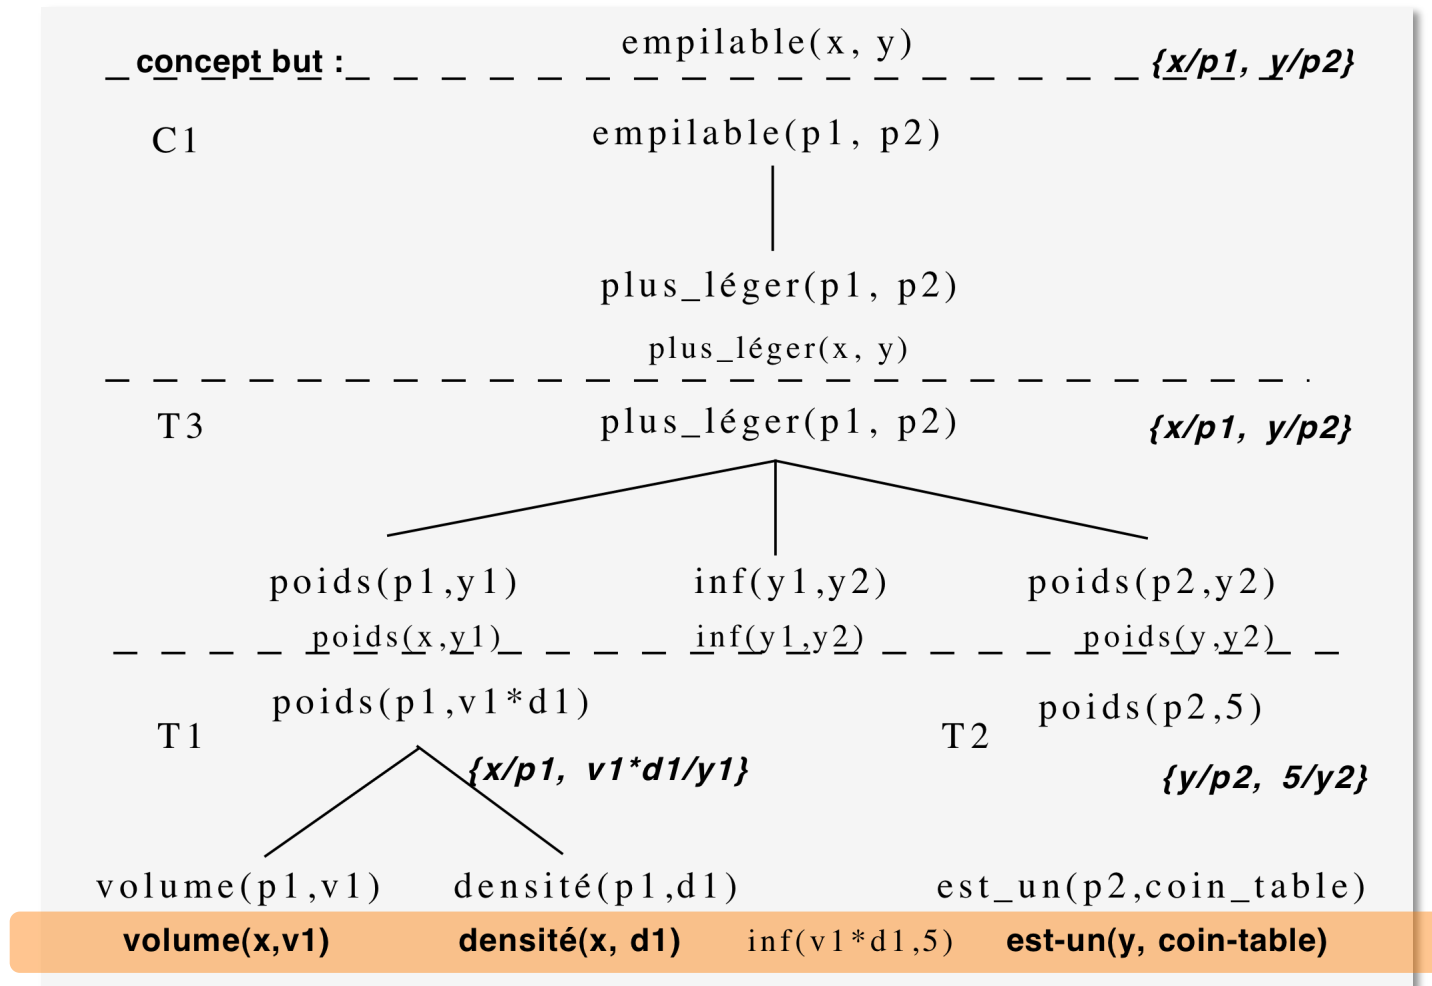 concept but : empilable(x, y) {x/p1, y/p2}
C1 empilable(p1, p2)
plus_léger(p1, p2)
plus_léger(x, y)
T3 plus_léger(p1, p2) {x/p1, y/p2}
poids(p1,y1) inf(y1,y2) poids(p2,y2)
poids(x,y1) inf(y1,y2) poids(y,y2)
poids(p1,v1*d1) poids(p2,5)
T1 T2
{x/p1, v1*d1/y1} {y/p2, 5/y2}
volume(p1,v1) densité(p1,d1) est_un(p2,coin_table)
volume(x,v1) densité(x, d1) inf(v1*d1,5) est-un(y, coin-table)